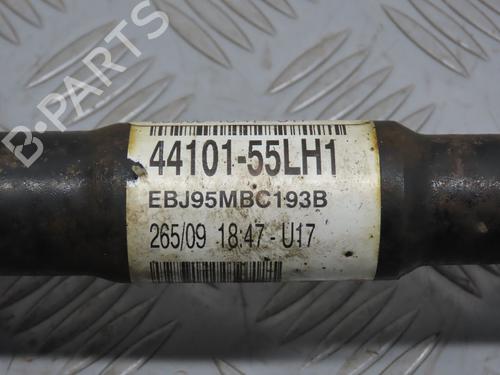 B-PARTS
44101-55LH1
EBJ95MBC193B
265/09 18:47 - U17